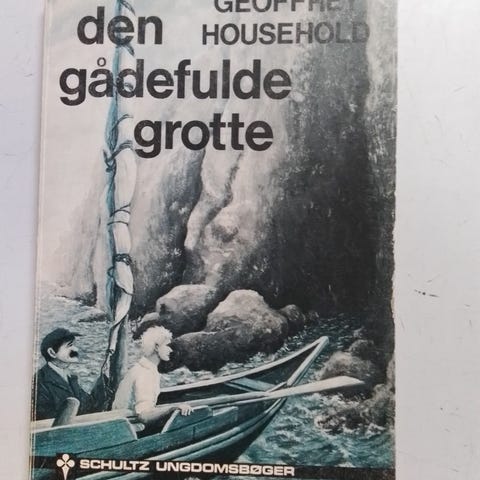 GEOFFREY
den HOUSEHOLD
gådefulde
grotte
SCHULTZ UNGDOMSBØGER